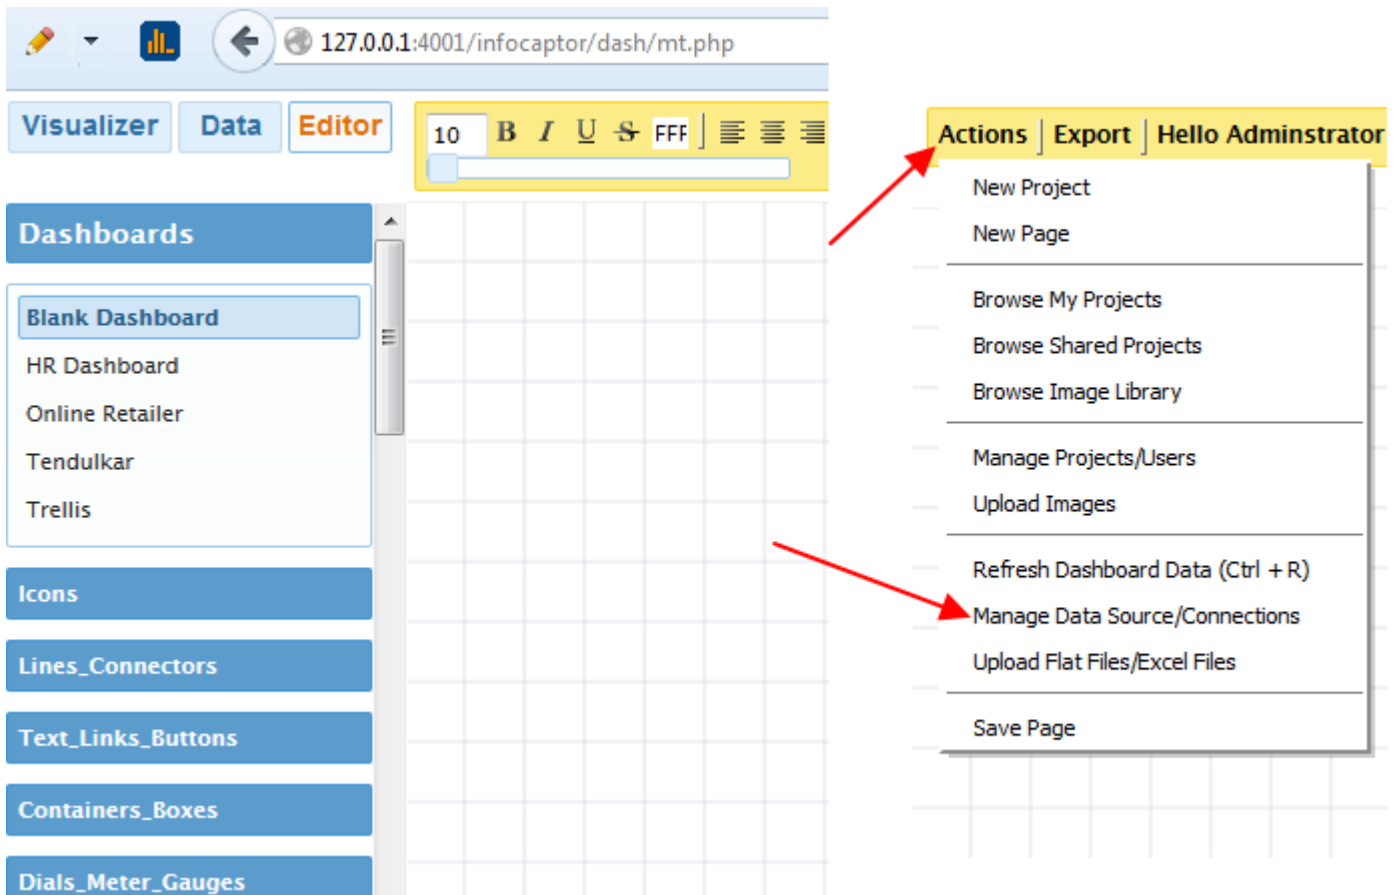 127.0.0.1:4001/infocaptor/dash/mt.php
Visualizer Data Editor
10 B I U S FFF
Actions Export Hello Adminstrator
Dashboards
Blank Dashboard
HR Dashboard
Online Retailer
Tendulkar
Trellis
Icons
Lines_Connectors
Text_Links_Buttons
Containers_Boxes
Dials_Meter_Gauges
New Project
New Page
Browse My Projects
Browse Shared Projects
Browse Image Library
Manage Projects/Users
Upload Images
Refresh Dashboard Data (Ctrl + R)
Manage Data Source/Connections
Upload Flat Files/Excel Files
Save Page